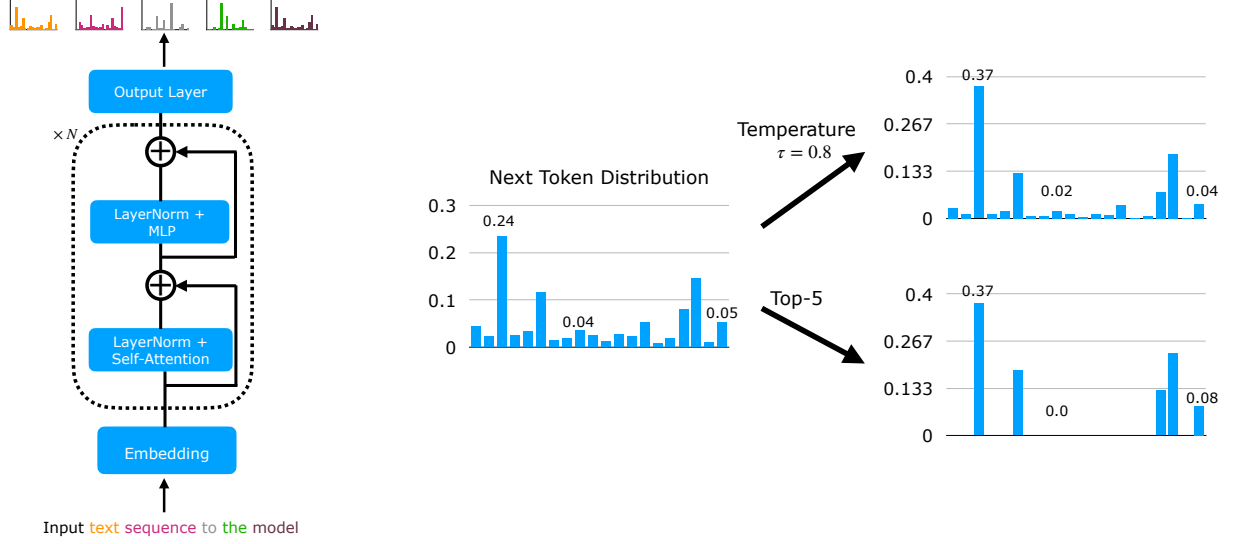 Output Layer
× N
LayerNorm +
MLP
LayerNorm +
Self-Attention
Embedding
Input text sequence to the model
Next Token Distribution
0.3
0.2
0.1
0
0.24
0.04
0.05
Temperature
τ = 0.8
Top-5
0.4
0.267
0.133
0
0.37
0.02
0.04
0.4
0.267
0.133
0
0.37
0.0
0.08